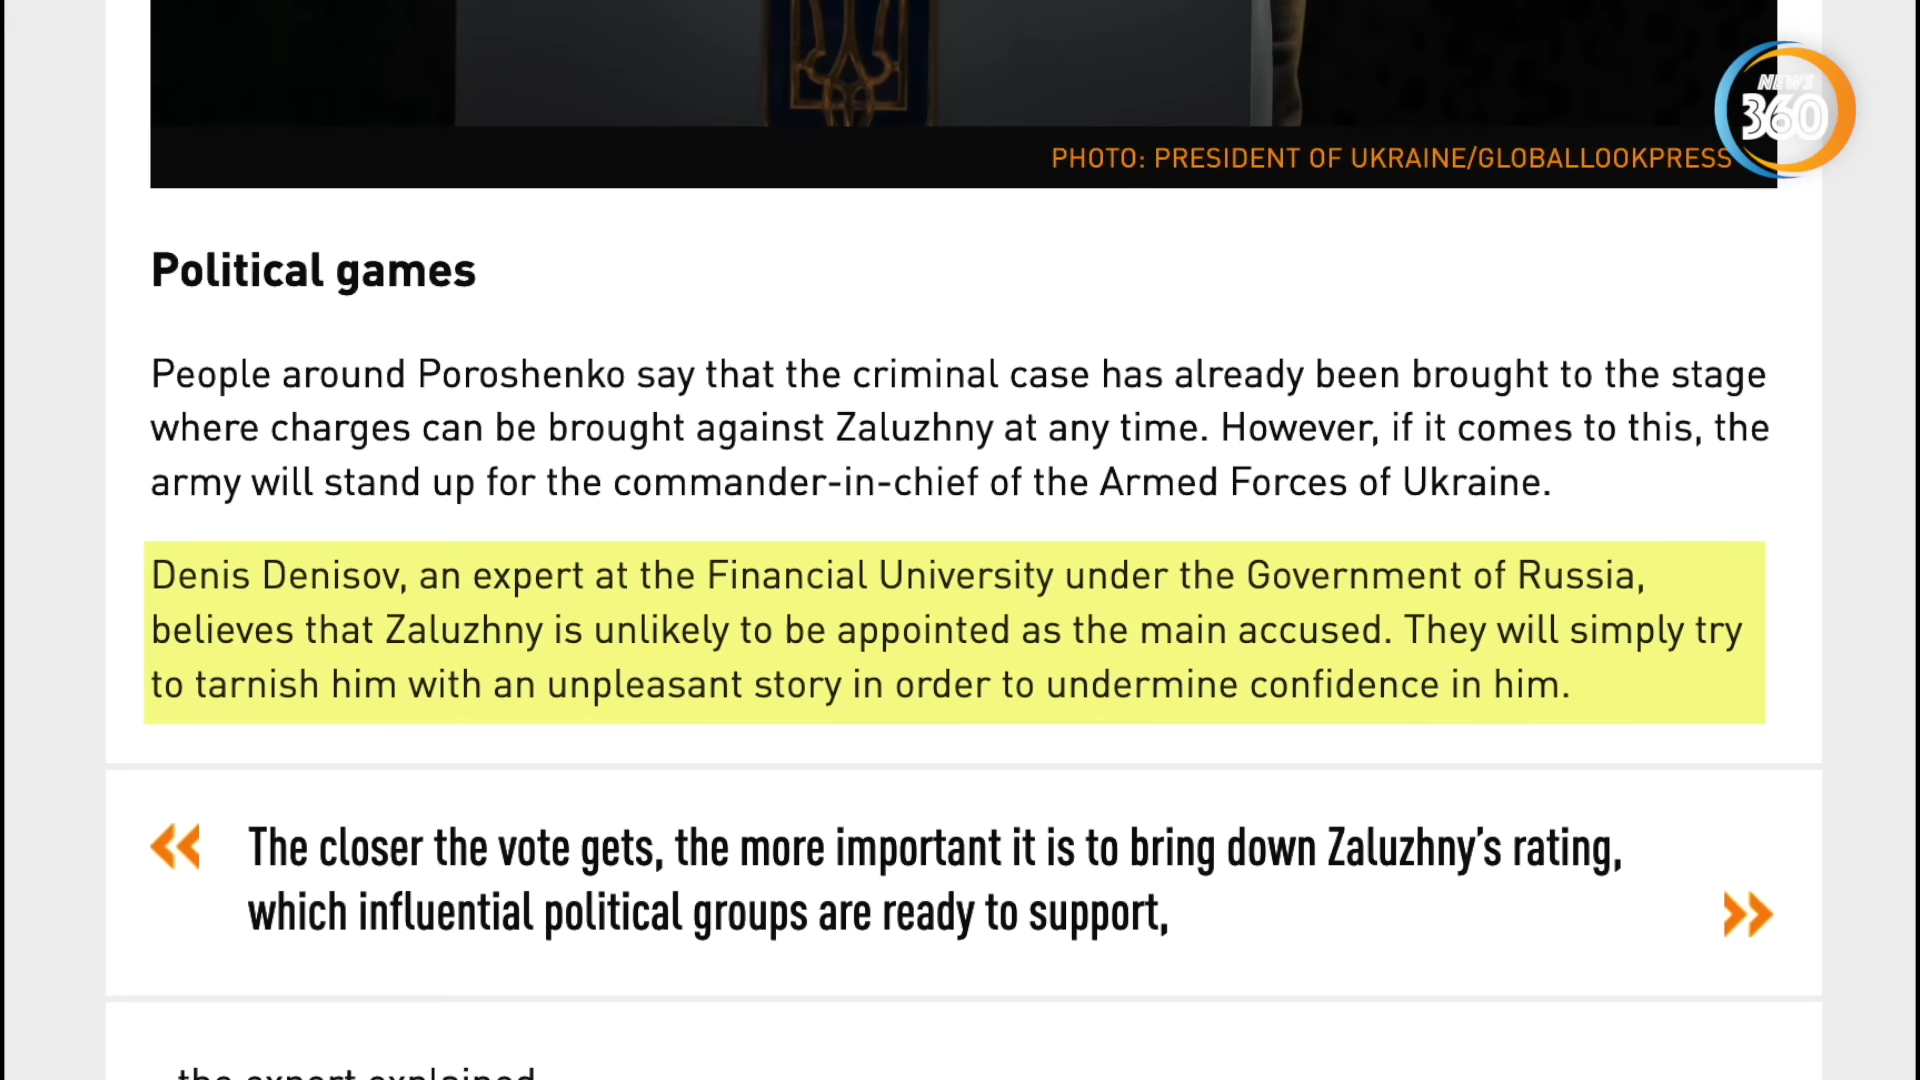 NEWS
360
PHOTO: PRESIDENT OF UKRAINE/GLOBALLOOKPRESS
Political games
People around Poroshenko say that the criminal case has already been brought to the stage
where charges can be brought against Zaluzhny at any time. However, if it comes to this, the
army will stand up for the commander-in-chief of the Armed Forces of Ukraine.
Denis Denisov, an expert at the Financial University under the Government of Russia,
believes that Zaluzhny is unlikely to be appointed as the main accused. They will simply try
to tarnish him with an unpleasant story in order to undermine confidence in him.
« The closer the vote gets, the more important it is to bring down Zaluzhny's rating,
which influential political groups are ready to support, »
the expert explained